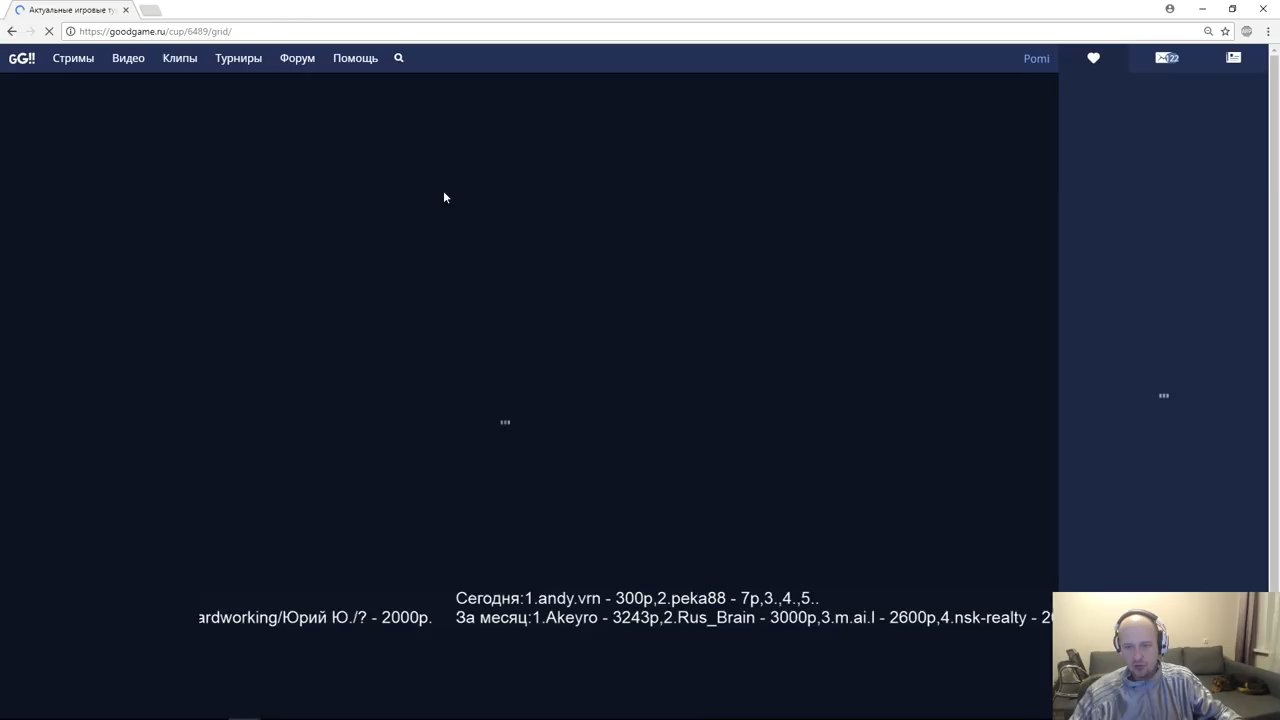 Актуальные игровые ту
https://goodgame.ru/cup/6489/grid/
GG!! Стримы Видео Клипы Турниры Форум Помощь Pomi 122
Сегодня:1.andy.vrn - 300р,2.peka88 - 7р,3.,4.,5..
ardworking/Юрий Ю./? - 2000р. За месяц:1.Akeyro - 3243р,2.Rus_Brain - 3000р,3.m.ai.l - 2600р,4.nsk-realty - 2